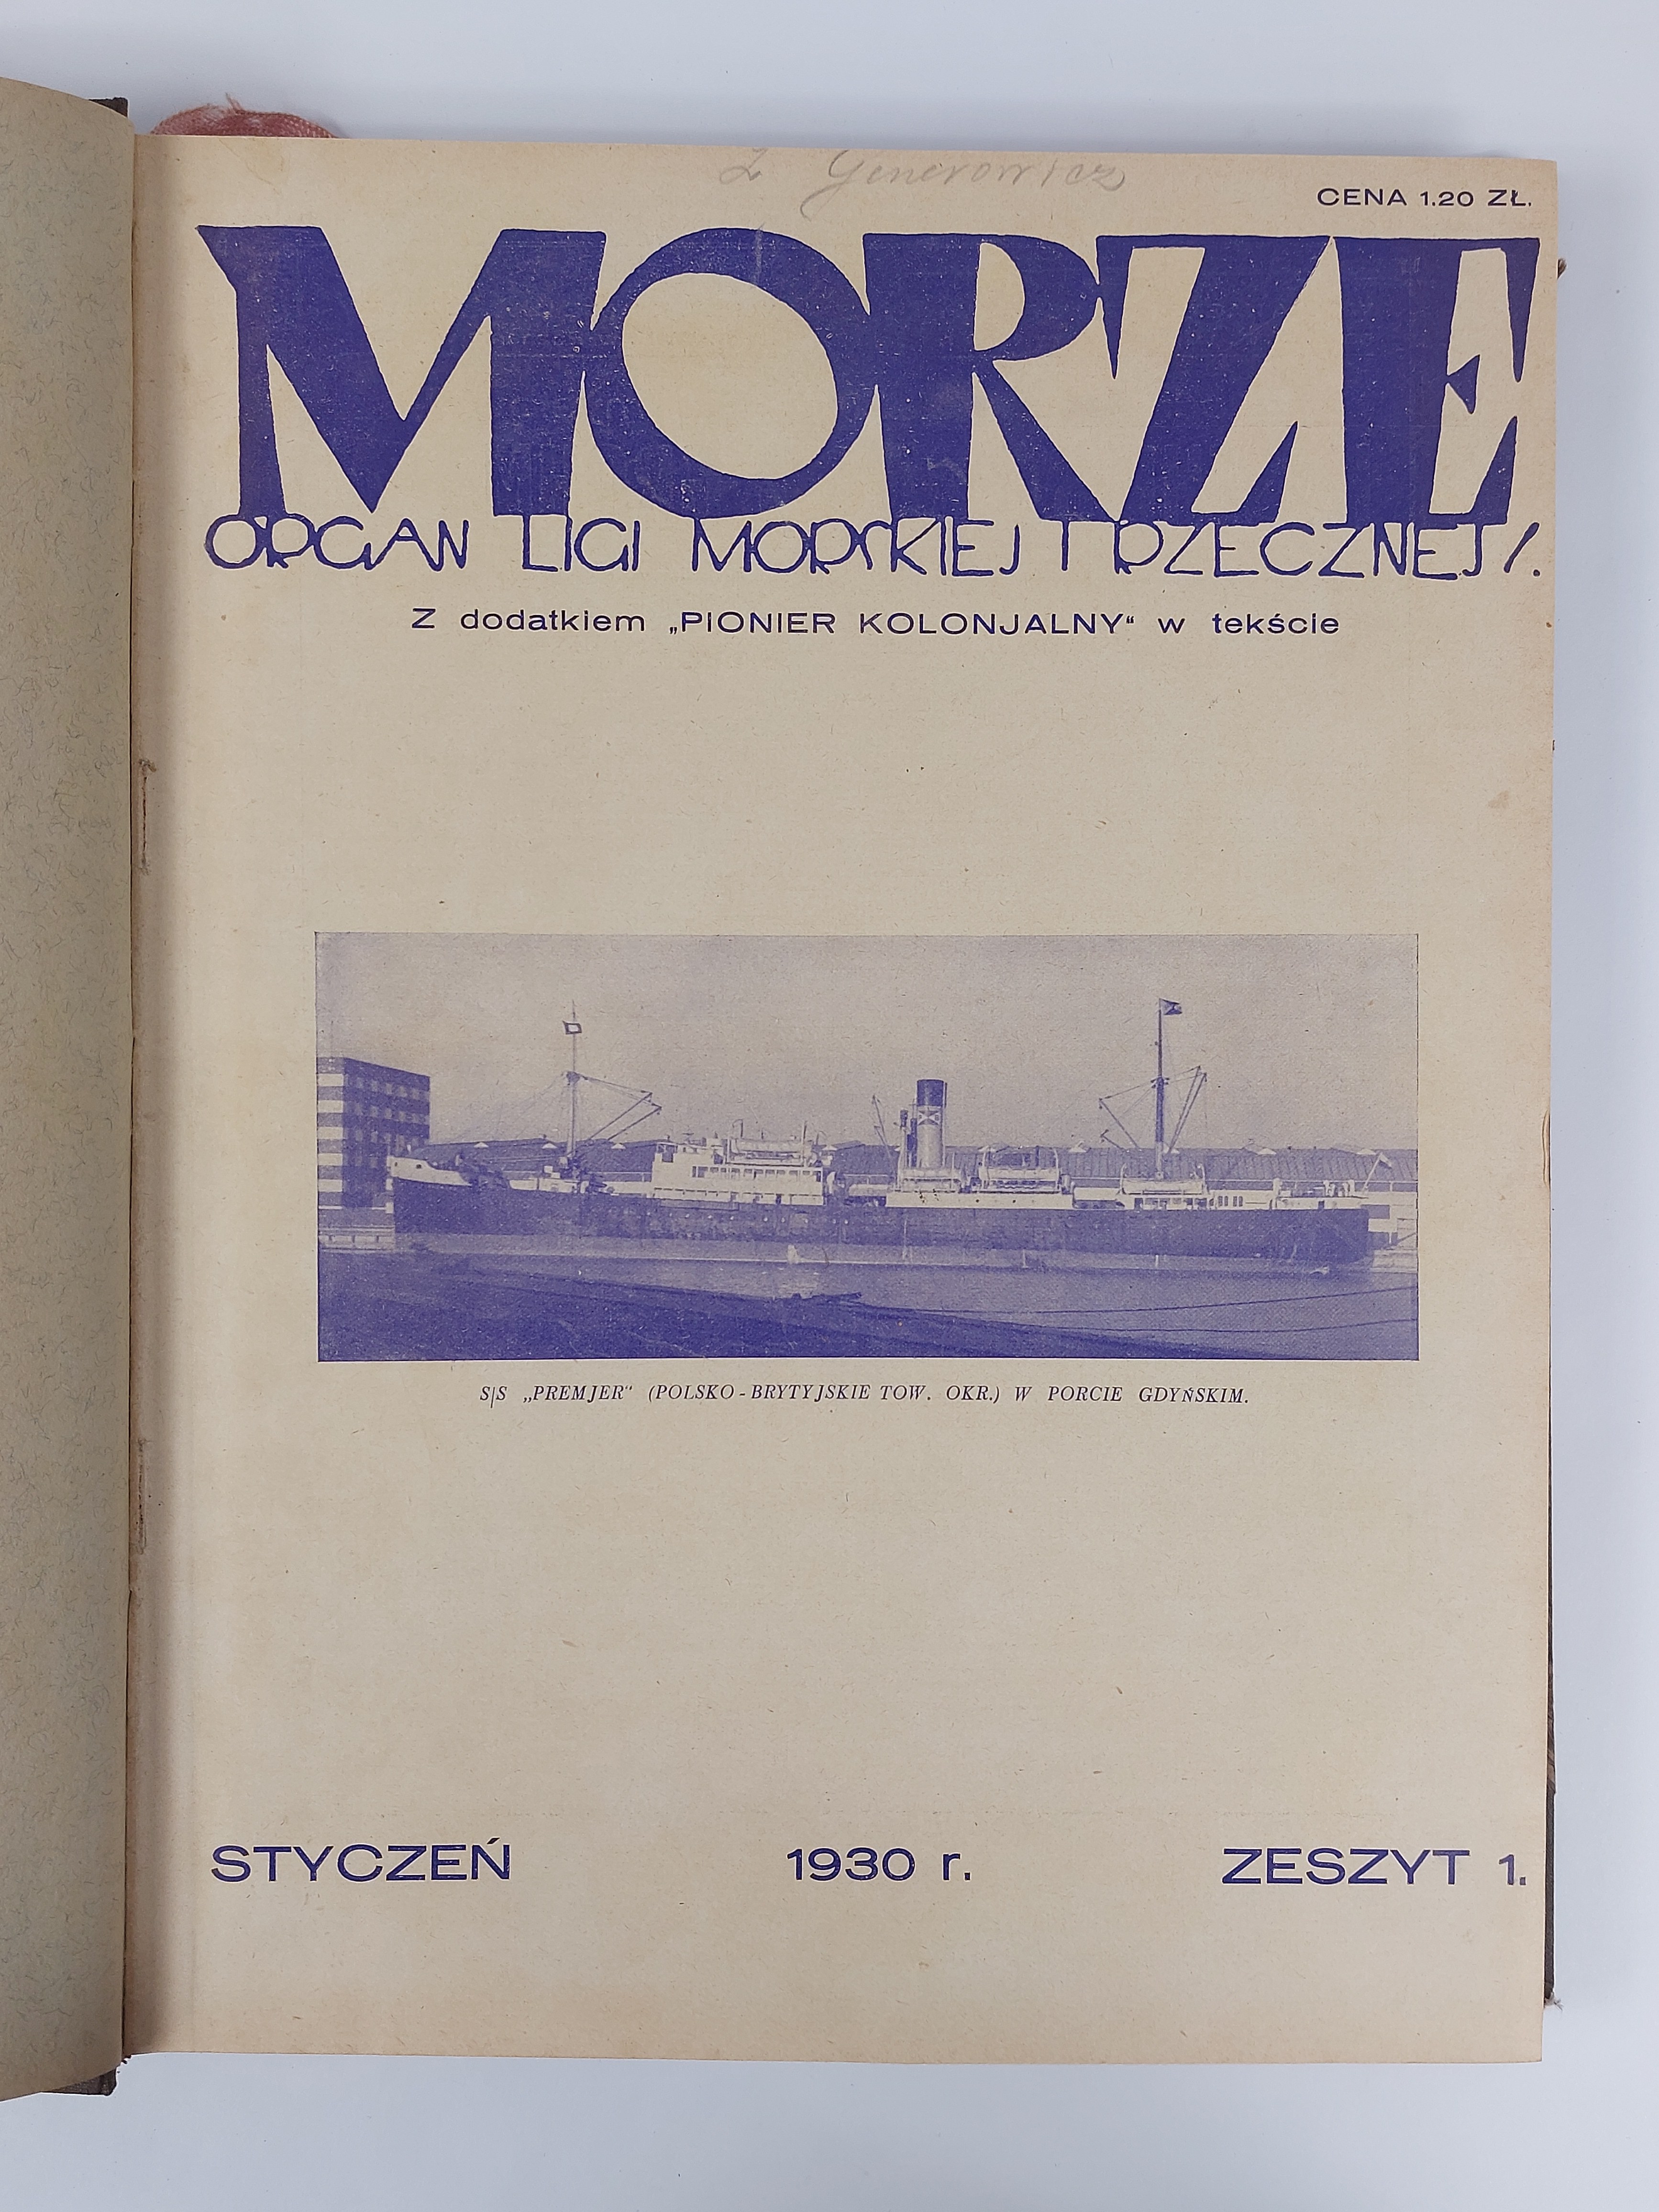 Z Generowicz
CENA 1.20 ZŁ.
MORZE
ORGAN LIGI MORSKIEJ I RZECZNEJ/.
Z dodatkiem „PIONIER KOLONJALNY“ w tekście
S|S „PREMJER“ (POLSKO-BRYTYJSKIE TOW. OKR.) W PORCIE GDYŃSKIM.
STYCZEŃ 1930 r. ZESZYT 1.